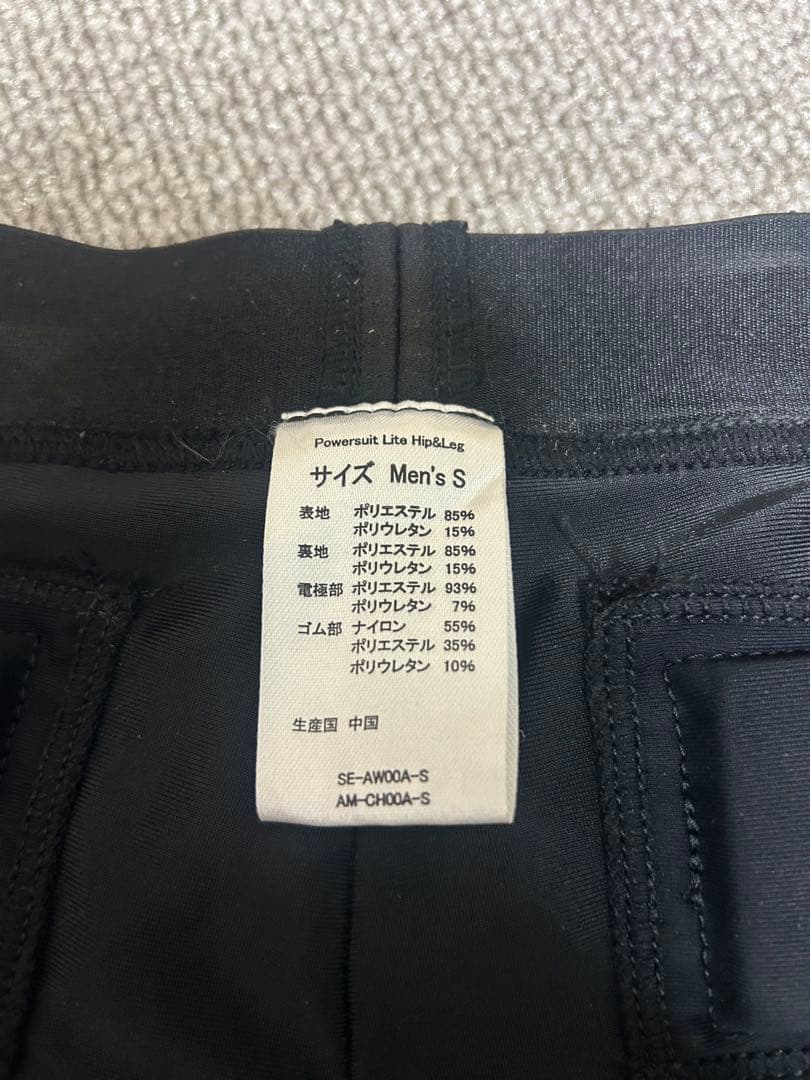 Powersuit Lite Hip&Leg
サイズ Men's S
表地 ポリエステル 85%
ポリウレタン 15%
裏地 ポリエステル 85%
ポリウレタン 15%
電極部 ポリエステル 93%
ポリウレタン 7%
ゴム部 ナイロン 55%
ポリエステル 35%
ポリウレタン 10%
生産国 中国
SE-AW00A-S
AM-CH00A-S